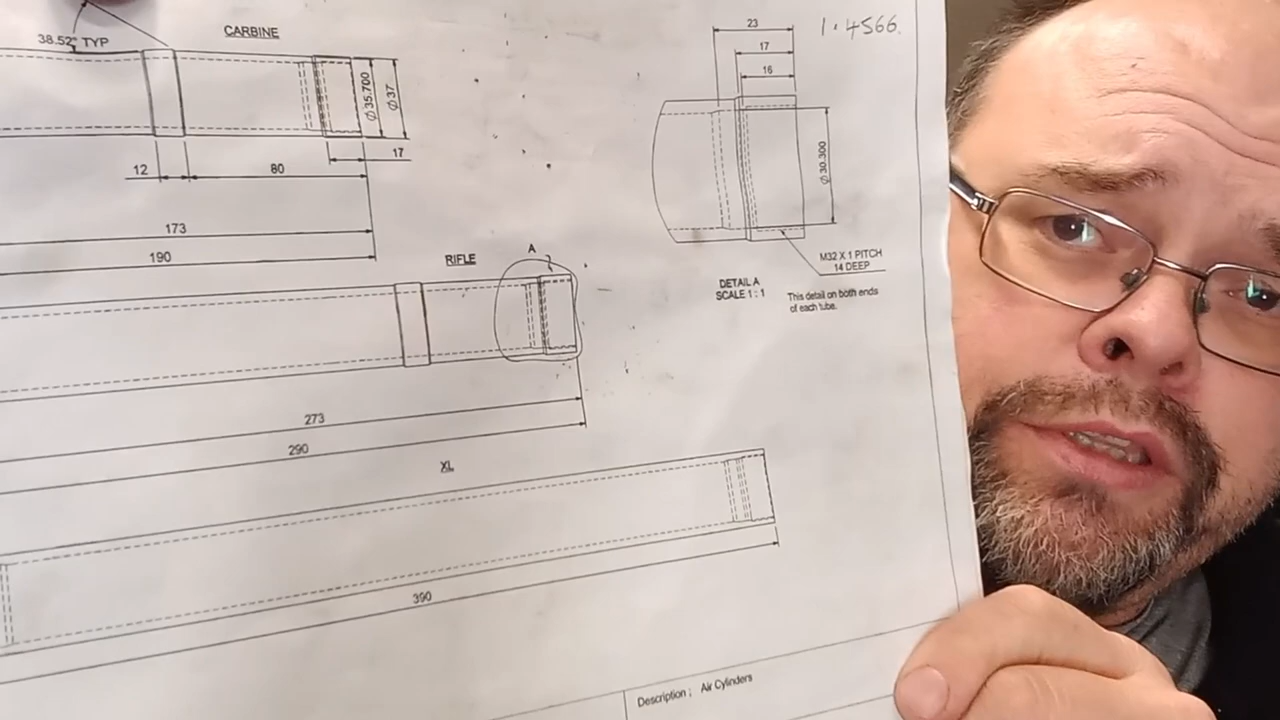 CARBINE
38.52° TYP
Ø35.700
Ø37
17
12
80
173
190
23
17
16
1.4566.
Ø30.300
M32 X 1 PITCH
14 DEEP
DETAIL A
SCALE 1 : 1
This detail on both ends
of each tube.
RIFLE
A
273
290
XL
390
Description ; Air Cylinders